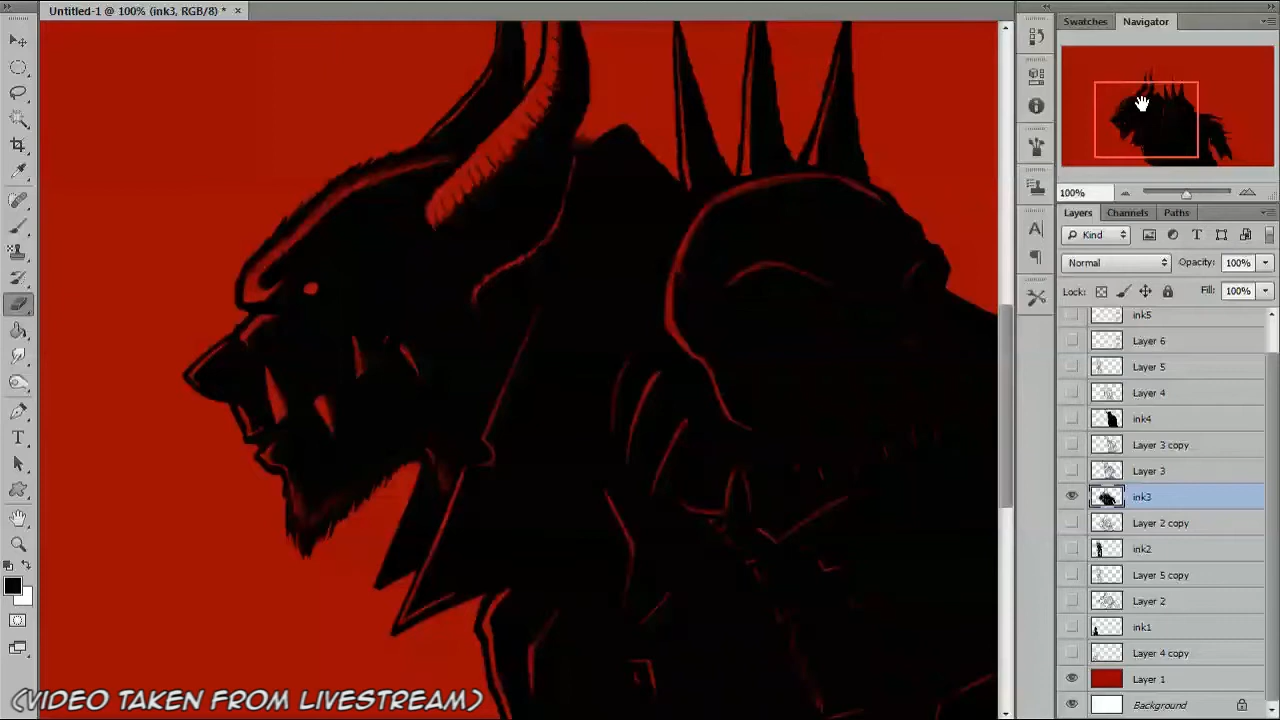 Untitled-1 @ 100% (ink3, RGB/8) * ×
Swatches Navigator
100%
Layers Channels Paths
Kind
Normal Opacity: 100%
Lock: Fill: 100%
ink5
Layer 6
Layer 5
Layer 4
ink4
Layer 3 copy
Layer 3
ink3
Layer 2 copy
ink2
Layer 5 copy
Layer 2
ink1
Layer 4 copy
Layer 1
Background
(VIDEO TAKEN FROM LIVESTREAM)